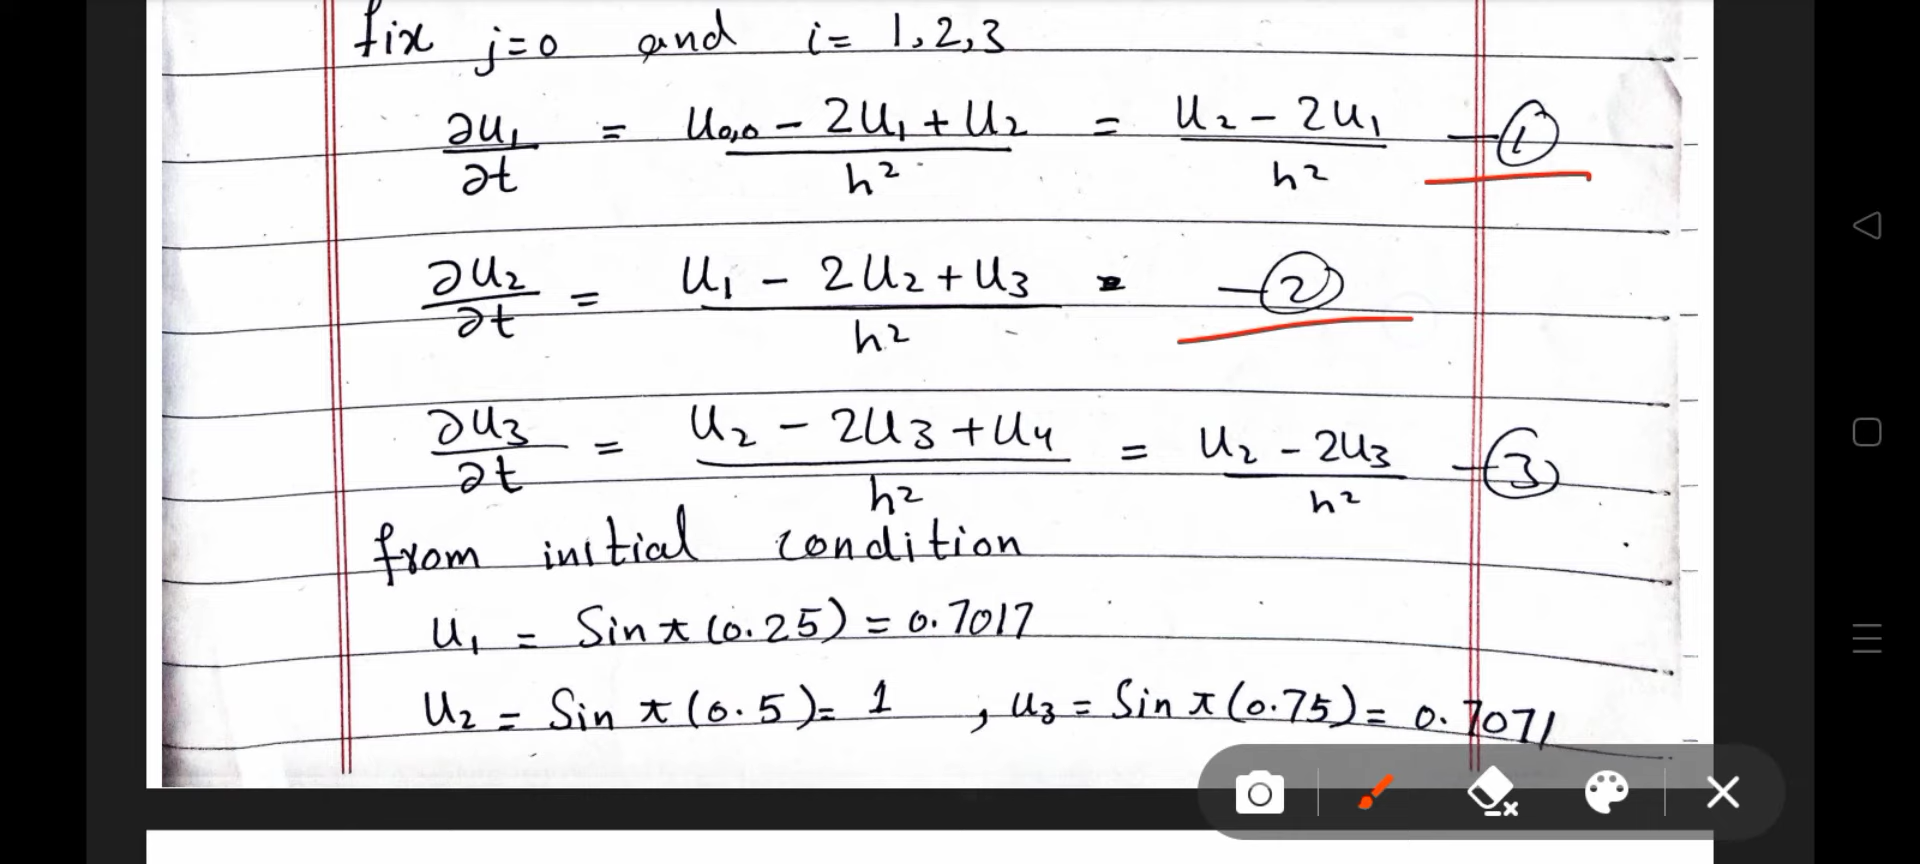 fix j=0 and i= 1,2,3
∂u₁/∂t = (u₀,₀ - 2u₁ + u₂)/h² = (u₂ - 2u₁)/h² — ①
∂u₂/∂t = (u₁ - 2u₂ + u₃)/h² — ②
∂u₃/∂t = (u₂ - 2u₃ + u₄)/h² = (u₂ - 2u₃)/h² — ③
from initial condition
u₁ = Sin π (0.25) = 0.7017
u₂ = Sin π (0.5) = 1 , u₃ = Sin π (0.75) = 0.7071